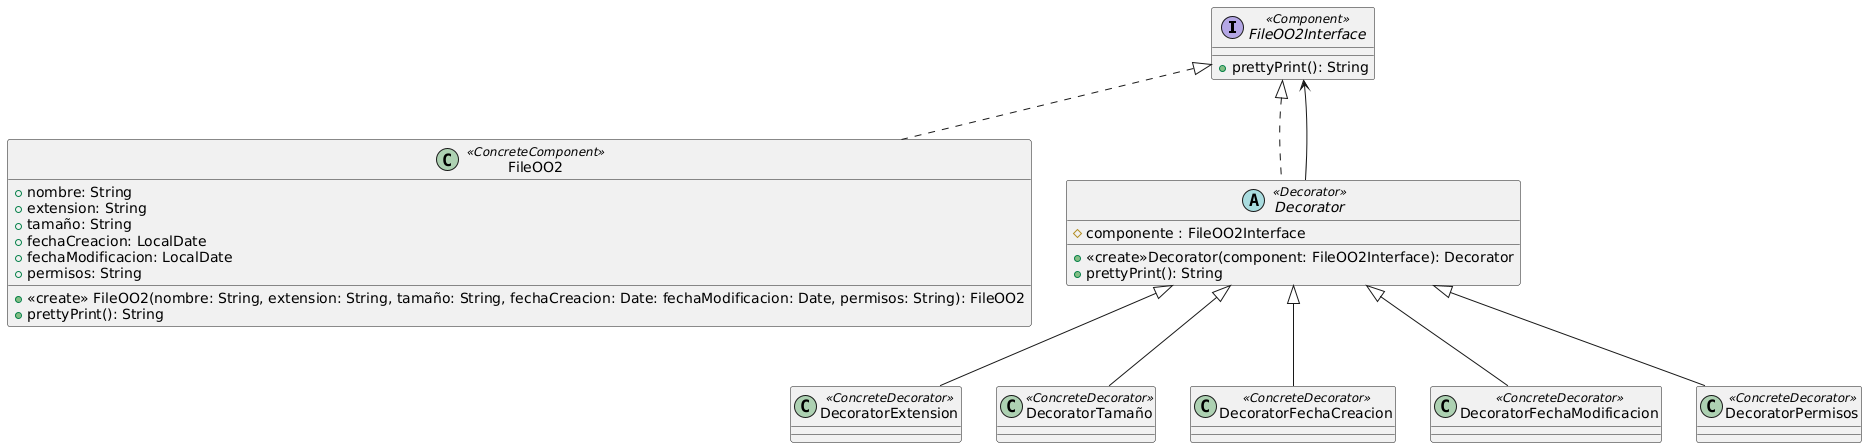 I
«Component»
FileOO2Interface
prettyPrint(): String
C
«ConcreteComponent»
FileOO2
nombre: String
extension: String
tamaño: String
fechaCreacion: LocalDate
fechaModificacion: LocalDate
permisos: String
«create» FileOO2(nombre: String, extension: String, tamaño: String, fechaCreacion: Date: fechaModificacion: Date, permisos: String): FileOO2
prettyPrint(): String
A
«Decorator»
Decorator
componente : FileOO2Interface
«create»Decorator(component: FileOO2Interface): Decorator
prettyPrint(): String
C
«ConcreteDecorator»
DecoratorExtension
C
«ConcreteDecorator»
DecoratorTamaño
C
«ConcreteDecorator»
DecoratorFechaCreacion
C
«ConcreteDecorator»
DecoratorFechaModificacion
C
«ConcreteDecorator»
DecoratorPermisos